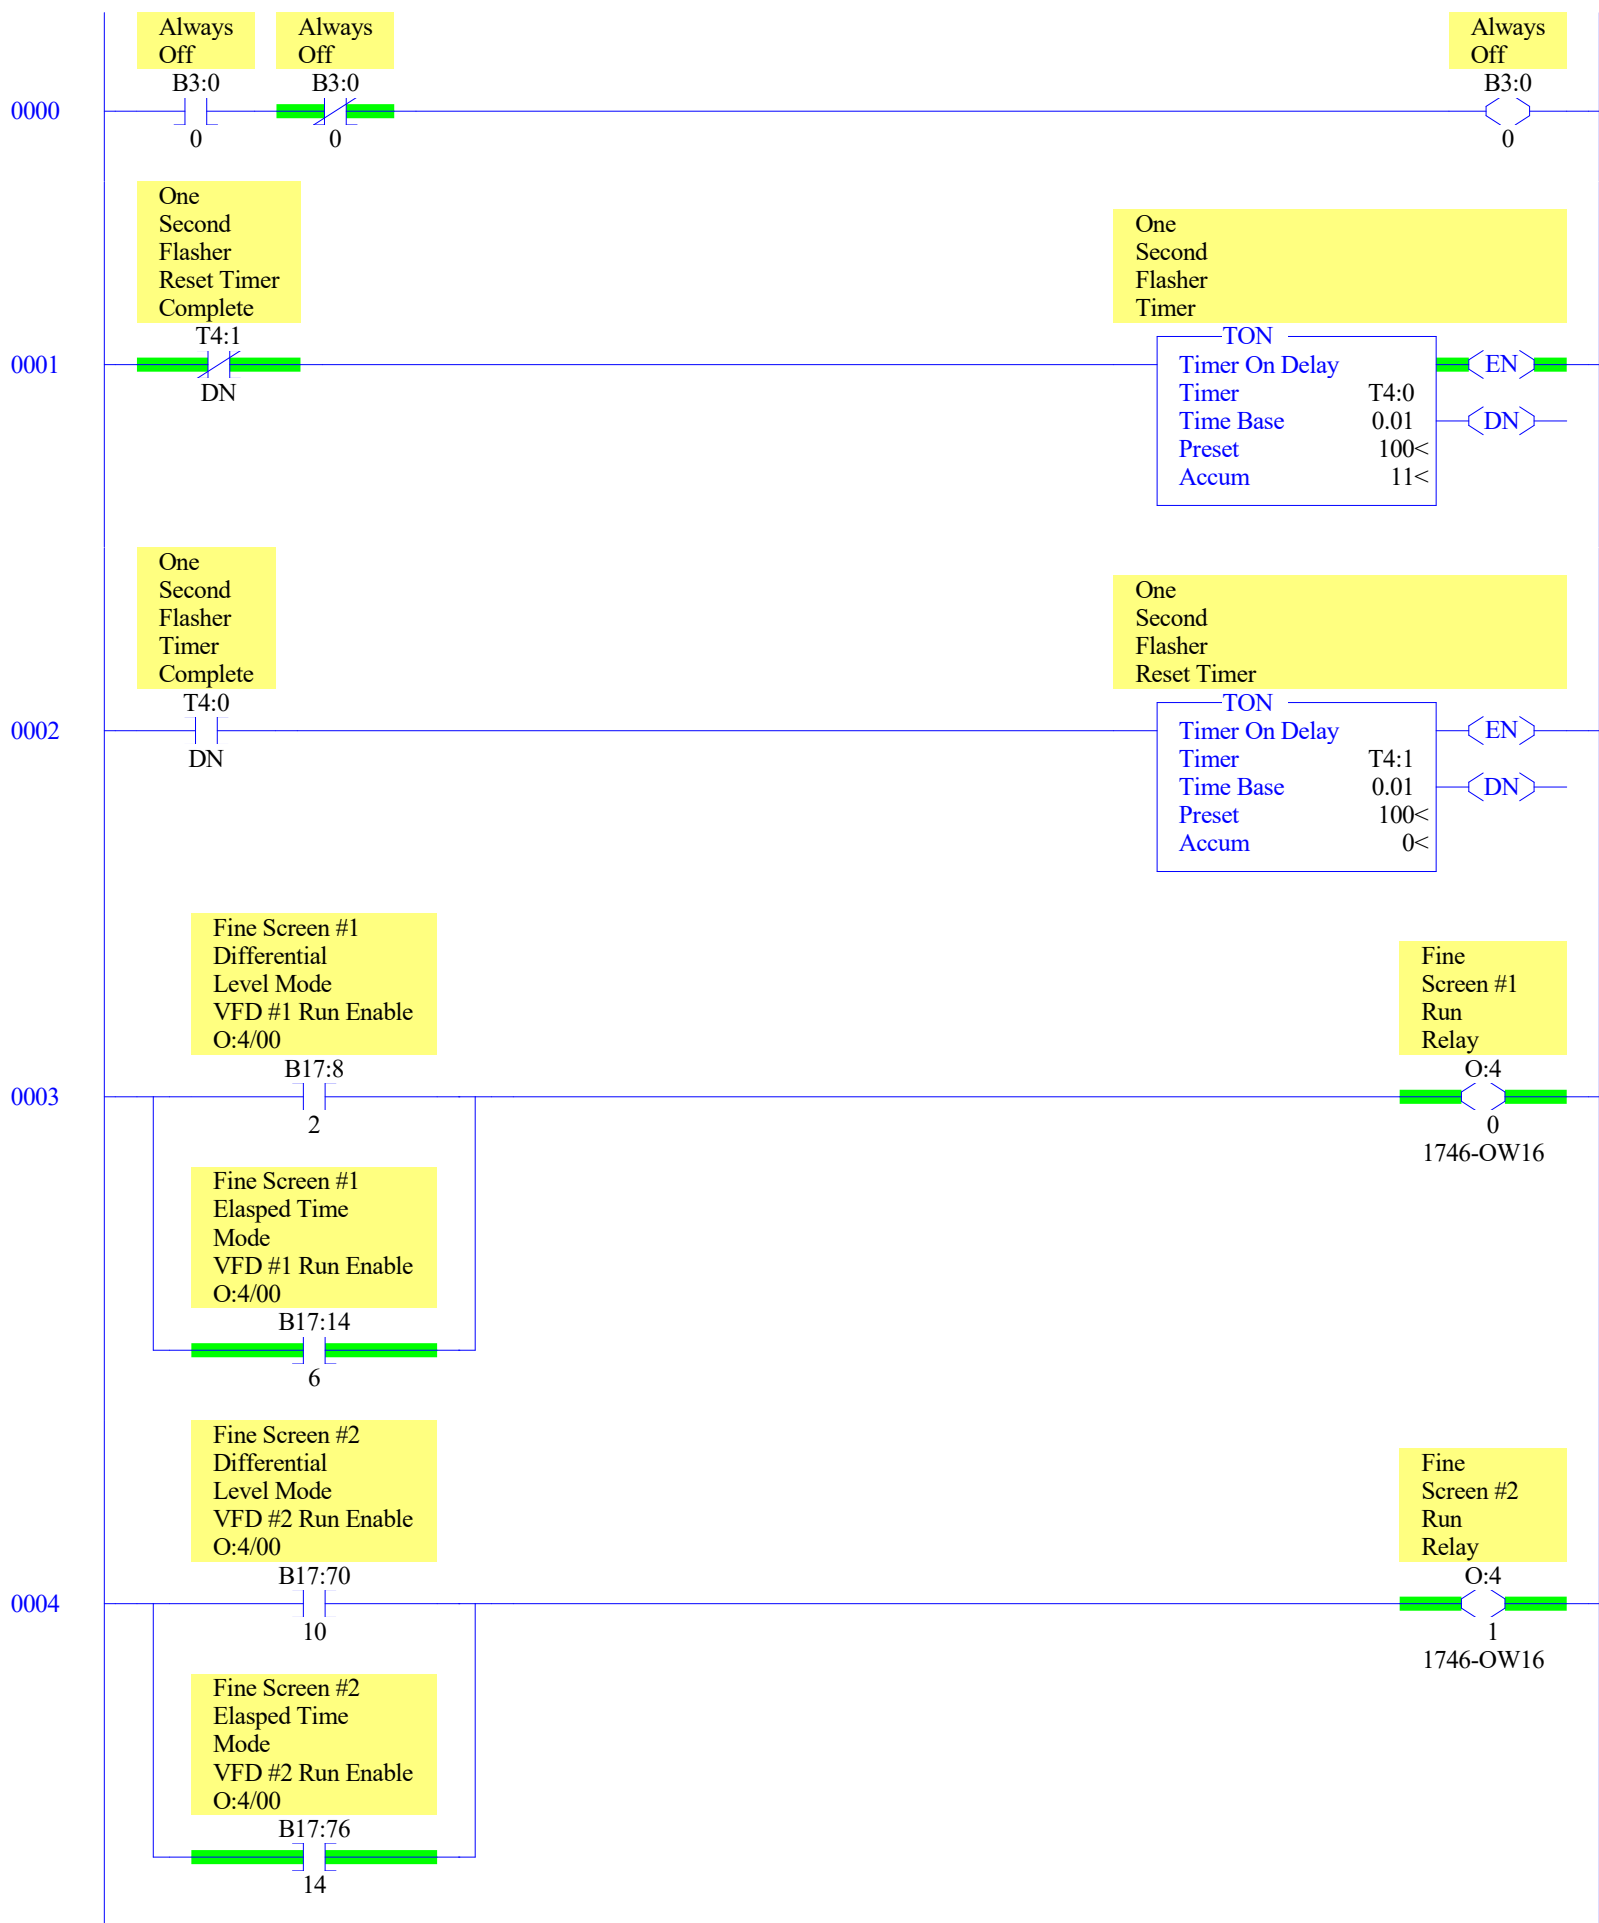 Always
Off
B3:0
0
Always
Off
B3:0
0
Always
Off
B3:0
0
0000
One
Second
Flasher
Reset Timer
Complete
T4:1
DN
0001
One
Second
Flasher
Timer
TON
Timer On Delay
Timer T4:0
Time Base 0.01
Preset 100<
Accum 11<
EN
DN
One
Second
Flasher
Timer
Complete
T4:0
DN
0002
One
Second
Flasher
Reset Timer
TON
Timer On Delay
Timer T4:1
Time Base 0.01
Preset 100<
Accum 0<
EN
DN
Fine Screen #1
Differential
Level Mode
VFD #1 Run Enable
O:4/00
B17:8
2
0003
Fine
Screen #1
Run
Relay
O:4
0
1746-OW16
Fine Screen #1
Elasped Time
Mode
VFD #1 Run Enable
O:4/00
B17:14
6
Fine Screen #2
Differential
Level Mode
VFD #2 Run Enable
O:4/00
B17:70
10
0004
Fine
Screen #2
Run
Relay
O:4
1
1746-OW16
Fine Screen #2
Elasped Time
Mode
VFD #2 Run Enable
O:4/00
B17:76
14